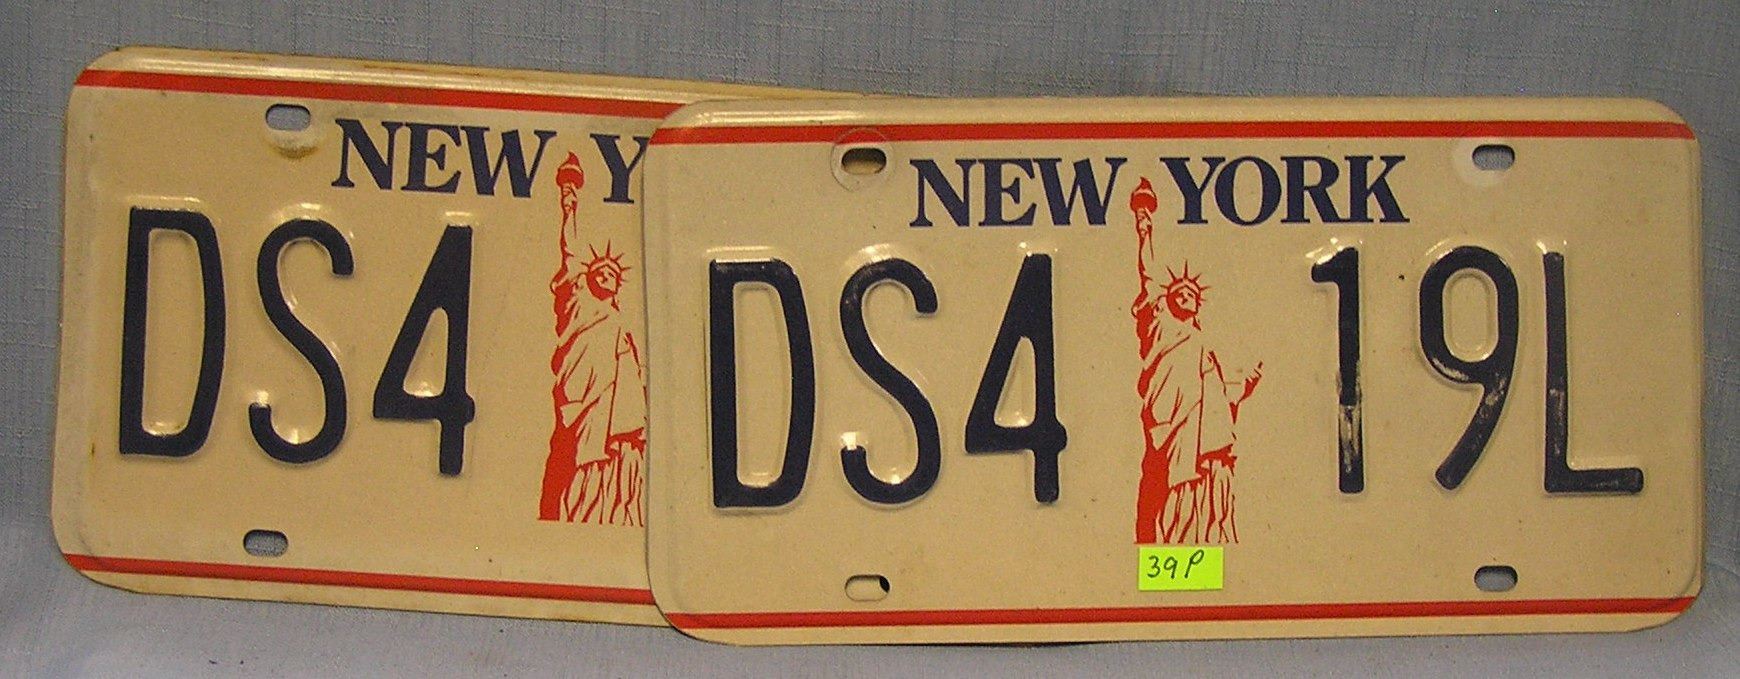 NEW Y
DS4
NEW YORK
DS4 19L
39P